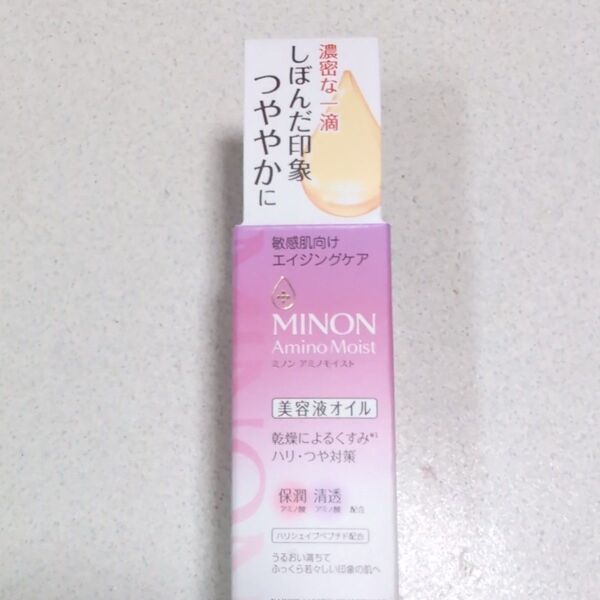 濃密な一滴
しぼんだ印象
つややかに
敏感肌向け
エイジングケア
MINON
Amino Moist
ミノン アミノモイスト
美容液オイル
乾燥によるくすみ※1
ハリ・つや対策
保潤 清透
アミノ酸 アミノ酸 配合
ハリシェイプペプチド配合
うるおい満ちて
ふっくら若々しい印象の肌へ
MINON